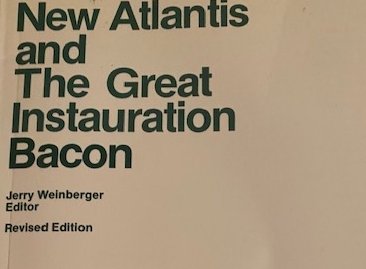 New Atlantis
and
The Great
Instauration
Bacon
Jerry Weinberger
Editor
Revised Edition